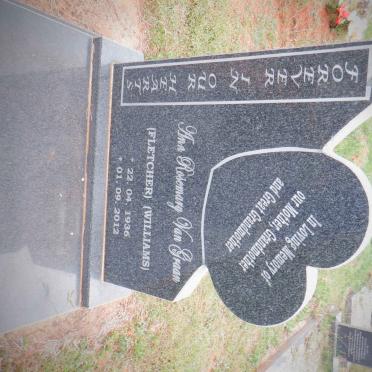 In Loving Memory of
our Mother, Grandmother
and Great Grandmother
Ann Rosemary Van Graan
(FLETCHER) (WILLIAMS)
* 22. 04. 1936
+ 01. 09. 2012
FOREVER IN
OUR
HEARTS